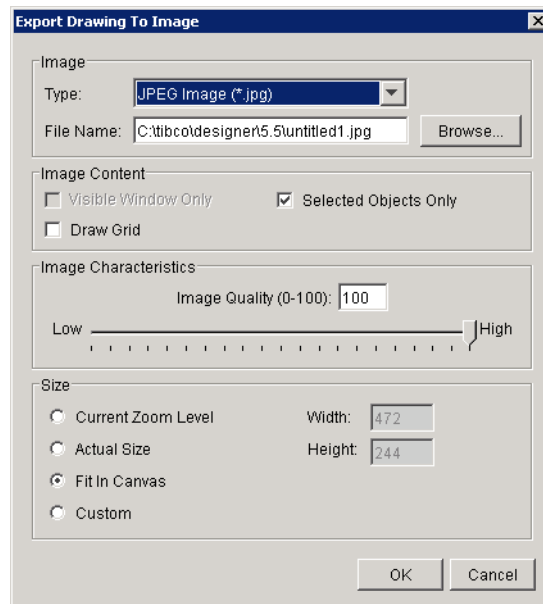 Export Drawing To Image
Image
Type: JPEG Image (*.jpg)
File Name: C:\tibco\designer\5.5\untitled1.jpg Browse...
Image Content
Visible Window Only Selected Objects Only
Draw Grid
Image Characteristics
Image Quality (0-100): 100
Low High
Size
Current Zoom Level Width: 472
Actual Size Height: 244
Fit In Canvas
Custom
OK Cancel